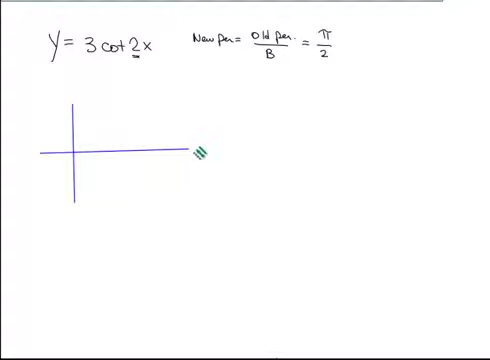 y = 3 cot 2x
New per = Old per. / B = π / 2